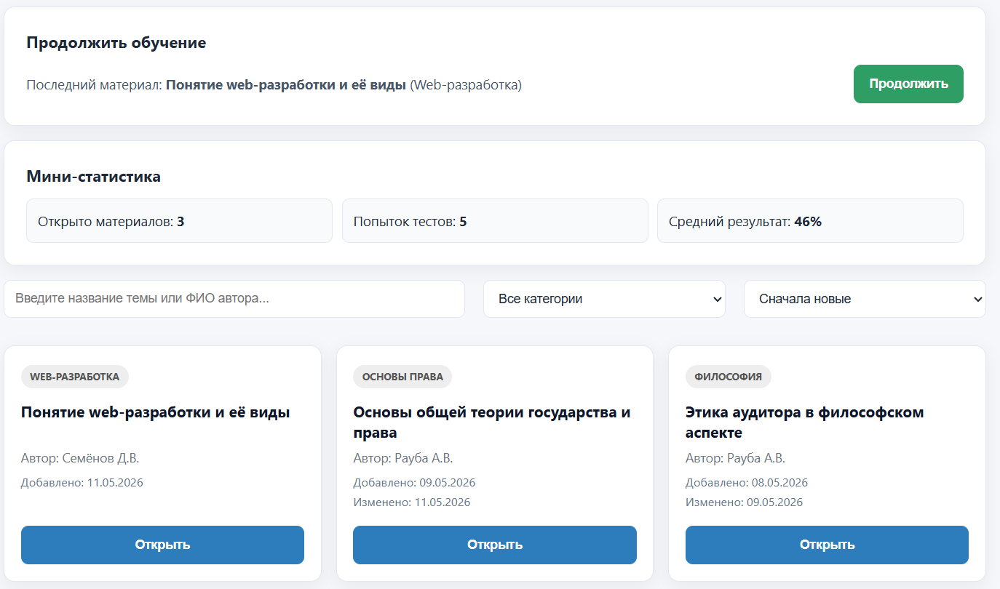 Продолжить обучение
Последний материал: Понятие web-разработки и её виды (Web-разработка)
Продолжить
Мини-статистика
Открыто материалов: 3
Попыток тестов: 5
Средний результат: 46%
Введите название темы или ФИО автора...
Все категории
Сначала новые
WEB-РАЗРАБОТКА
Понятие web-разработки и её виды
Автор: Семёнов Д.В.
Добавлено: 11.05.2026
Открыть
ОСНОВЫ ПРАВА
Основы общей теории государства и
права
Автор: Рауба А.В.
Добавлено: 09.05.2026
Изменено: 11.05.2026
Открыть
ФИЛОСОФИЯ
Этика аудитора в философском
аспекте
Автор: Рауба А.В.
Добавлено: 08.05.2026
Изменено: 09.05.2026
Открыть